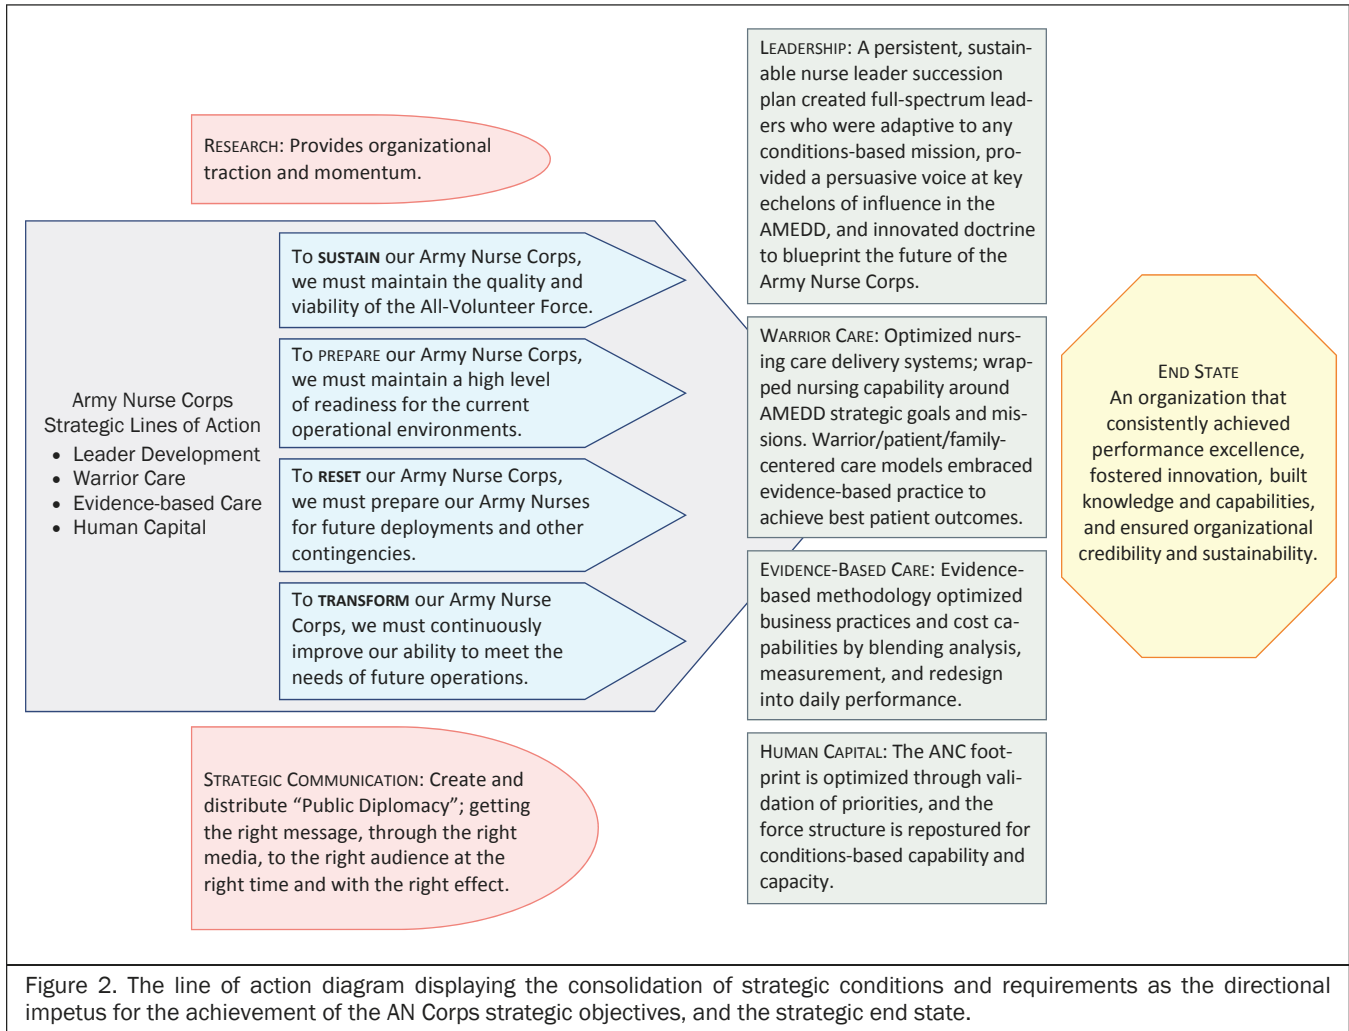 RESEARCH: Provides organizational
traction and momentum.
Army Nurse Corps
Strategic Lines of Action
• Leader Development
• Warrior Care
• Evidence-based Care
• Human Capital
To SUSTAIN our Army Nurse Corps,
we must maintain the quality and
viability of the All-Volunteer Force.
To PREPARE our Army Nurse Corps,
we must maintain a high level
of readiness for the current
operational environments.
To RESET our Army Nurse Corps,
we must prepare our Army Nurses
for future deployments and other
contingencies.
To TRANSFORM our Army Nurse
Corps, we must continuously
improve our ability to meet the
needs of future operations.
STRATEGIC COMMUNICATION: Create and
distribute “Public Diplomacy”; getting
the right message, through the right
media, to the right audience at the
right time and with the right effect.
LEADERSHIP: A persistent, sustain-
able nurse leader succession
plan created full-spectrum lead-
ers who were adaptive to any
conditions-based mission, pro-
vided a persuasive voice at key
echelons of influence in the
AMEDD, and innovated doctrine
to blueprint the future of the
Army Nurse Corps.
WARRIOR CARE: Optimized nurs-
ing care delivery systems; wrap-
ped nursing capability around
AMEDD strategic goals and mis-
sions. Warrior/patient/family-
centered care models embraced
evidence-based practice to
achieve best patient outcomes.
EVIDENCE-BASED CARE: Evidence-
based methodology optimized
business practices and cost ca-
pabilities by blending analysis,
measurement, and redesign
into daily performance.
HUMAN CAPITAL: The ANC foot-
print is optimized through vali-
dation of priorities, and the
force structure is repostured for
conditions-based capability and
capacity.
END STATE
An organization that
consistently achieved
performance excellence,
fostered innovation, built
knowledge and capabilities,
and ensured organizational
credibility and sustainability.
Figure 2. The line of action diagram displaying the consolidation of strategic conditions and requirements as the directional
impetus for the achievement of the AN Corps strategic objectives, and the strategic end state.